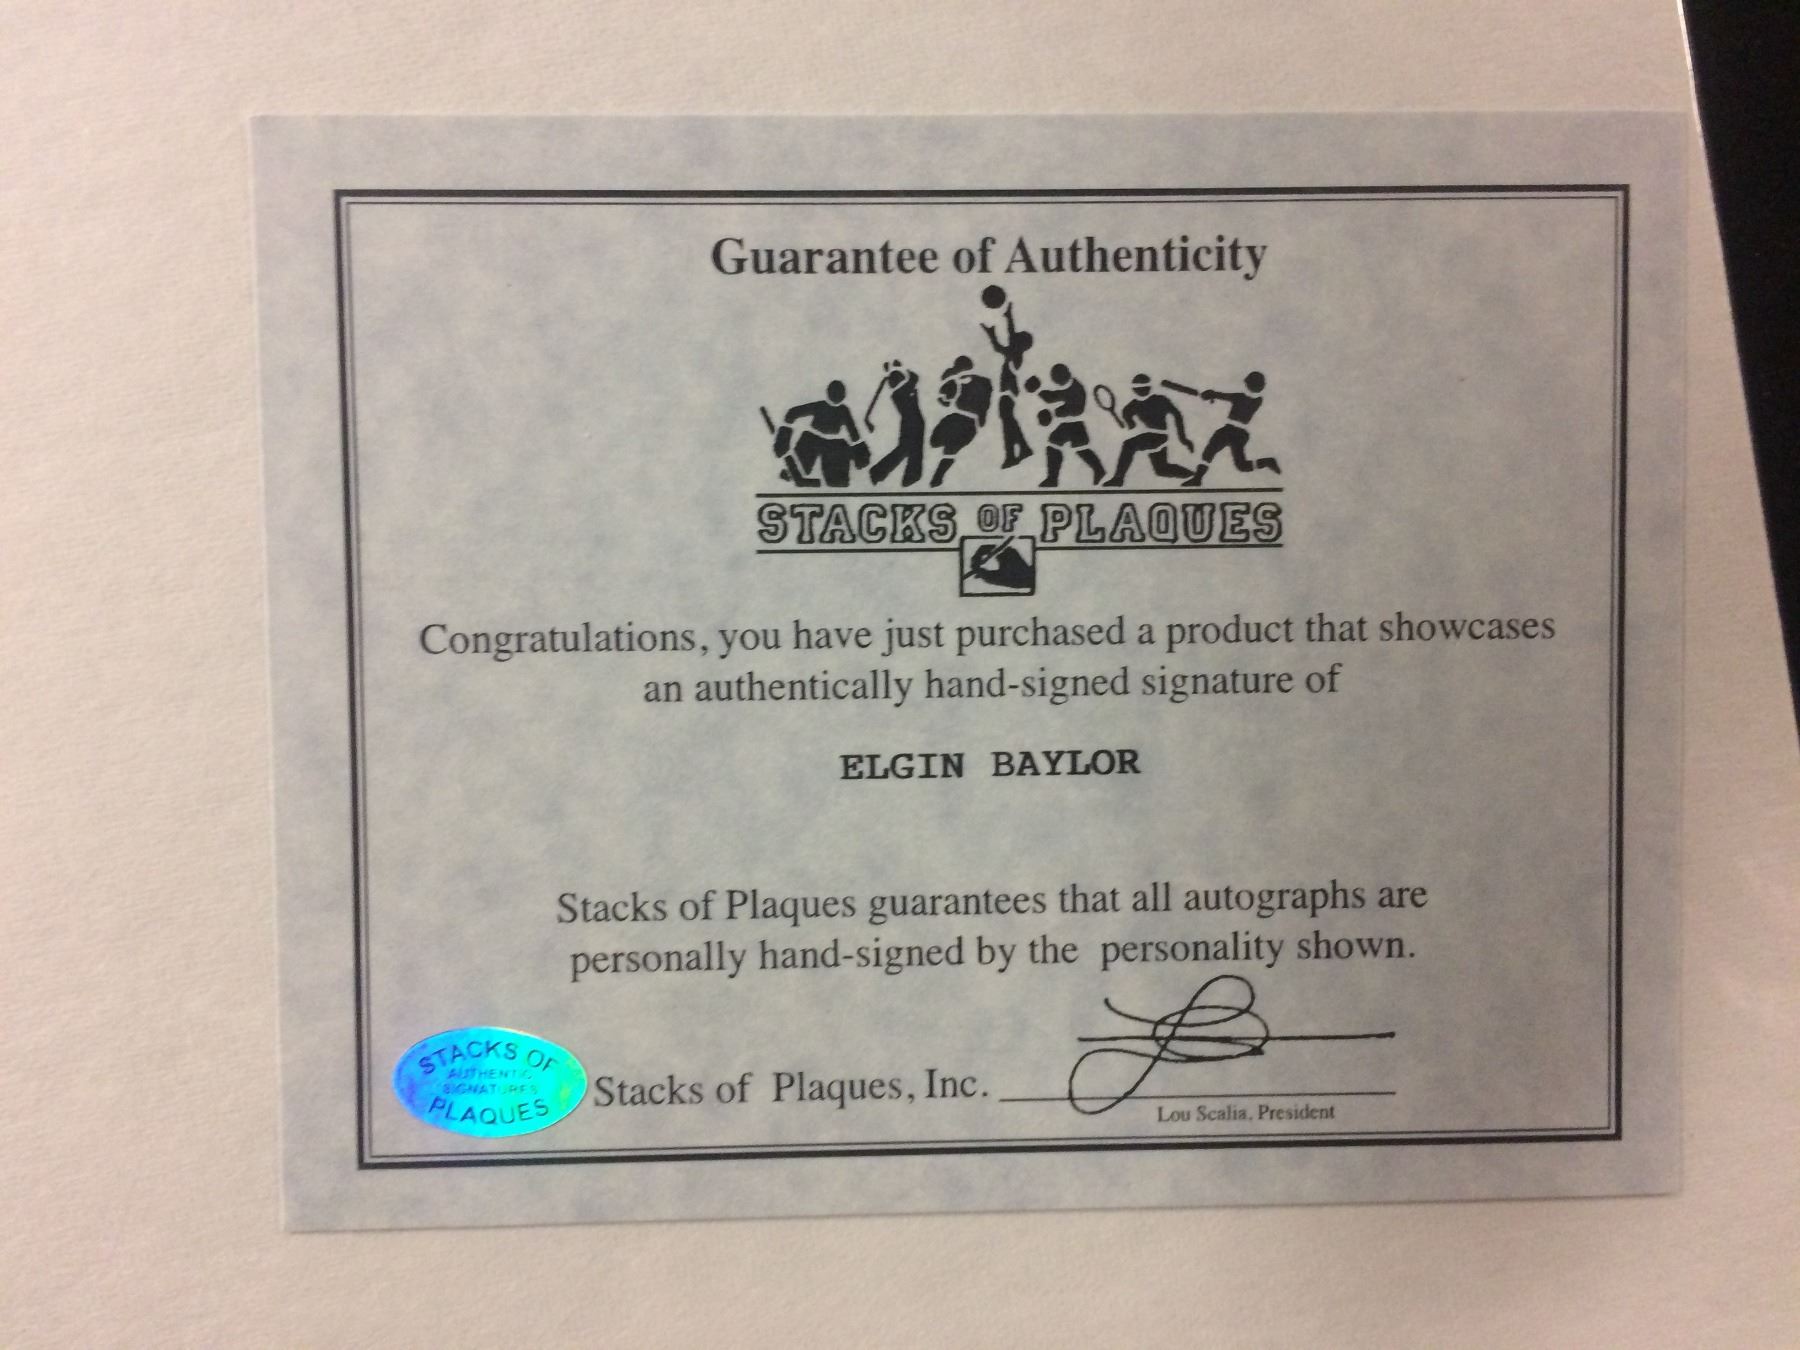 Guarantee of Authenticity
STACKS OF PLAQUES
Congratulations, you have just purchased a product that showcases
an authentically hand-signed signature of
ELGIN BAYLOR
Stacks of Plaques guarantees that all autographs are
personally hand-signed by the personality shown.
STACKS OF
AUTHENTIC
SIGNATURES
PLAQUES
Stacks of Plaques, Inc.
Lou Scalia, President